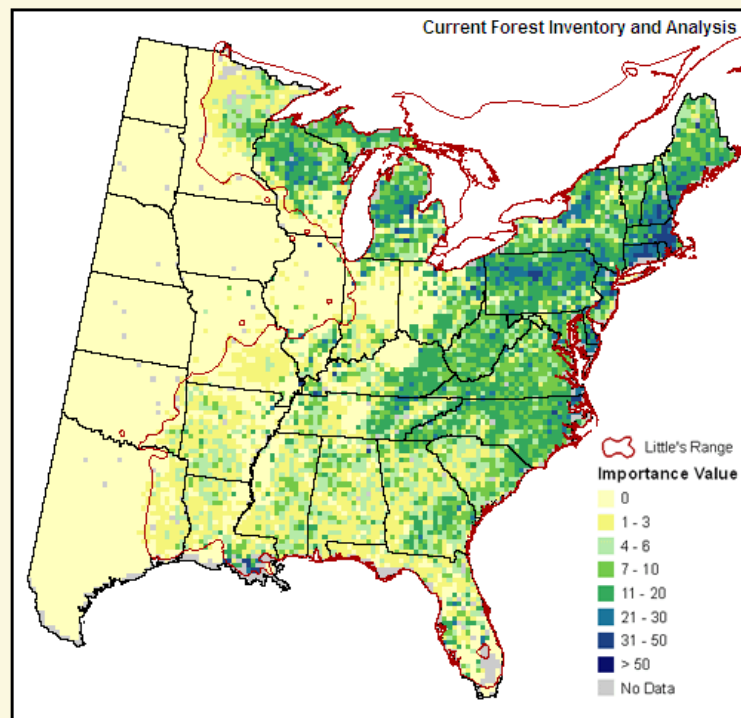 Current Forest Inventory and Analysis
Little's Range
Importance Value
0
1 - 3
4 - 6
7 - 10
11 - 20
21 - 30
31 - 50
> 50
No Data